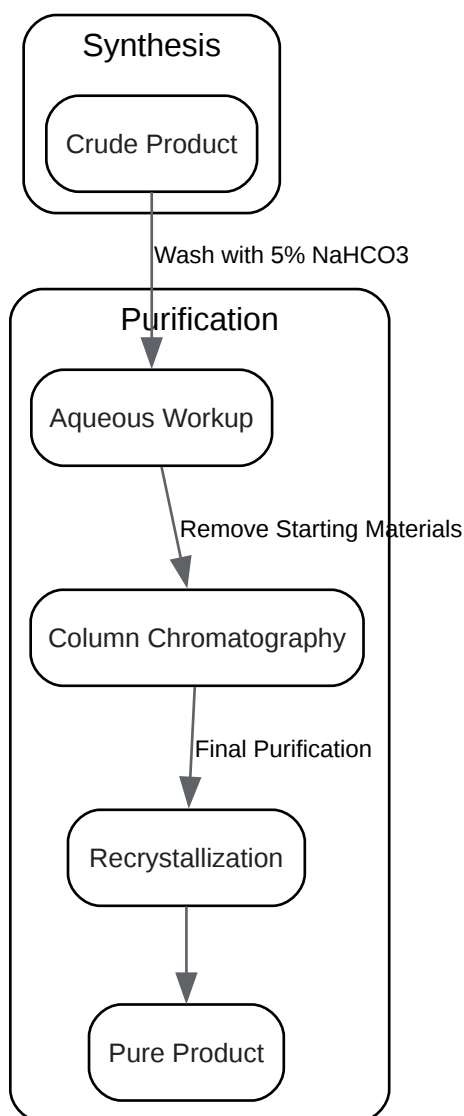 Synthesis
Crude Product
Wash with 5% NaHCO3
Purification
Aqueous Workup
Remove Starting Materials
Column Chromatography
Final Purification
Recrystallization
Pure Product